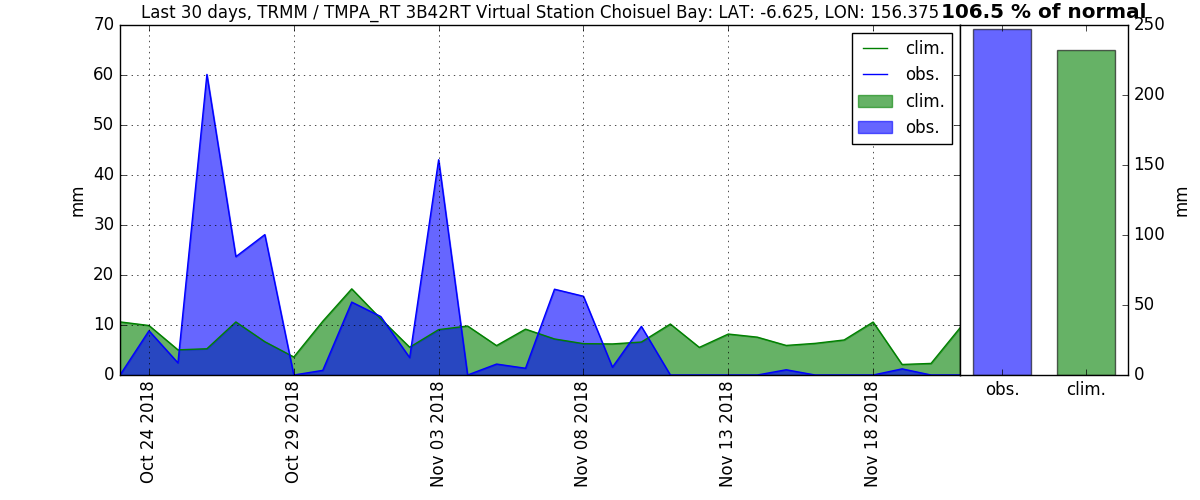 Last 30 days, TRMM / TMPA_RT 3B42RT Virtual Station Choisuel Bay: LAT: -6.625, LON: 156.375
106.5 % of normal
70
60
50
40
30
20
10
0
mm
clim.
obs.
clim.
obs.
Oct 24 2018
Oct 29 2018
Nov 03 2018
Nov 08 2018
Nov 13 2018
Nov 18 2018
250
200
150
100
50
0
mm
obs.
clim.